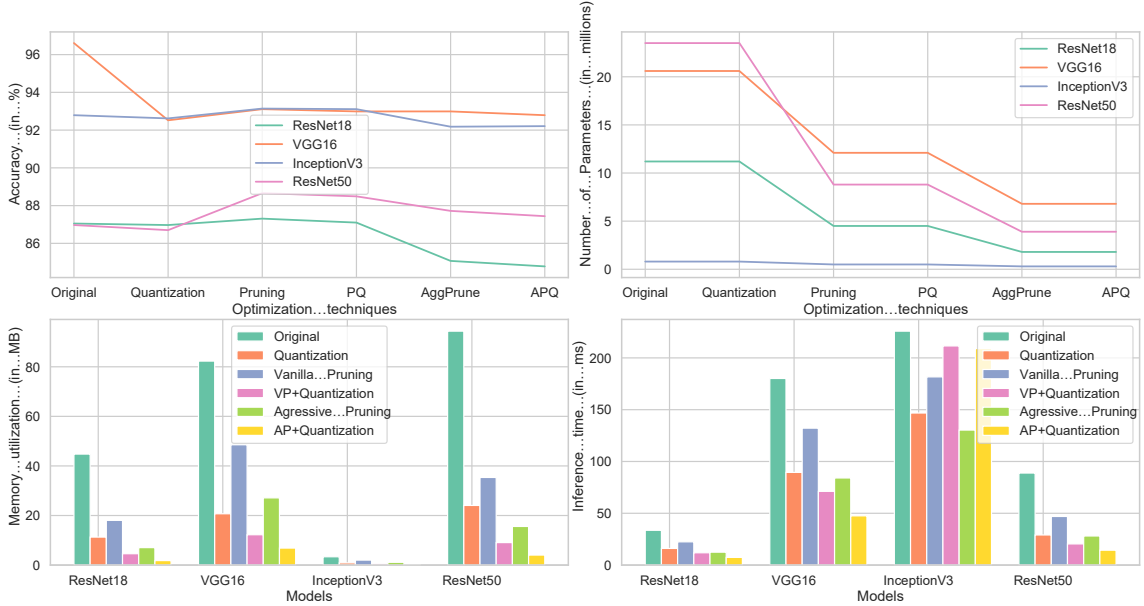 Accuracy…(in…%)
96
94
92
90
88
86
ResNet18
VGG16
InceptionV3
ResNet50
Original Quantization Pruning PQ AggPrune APQ
Optimization…techniques
Number…of…Parameters…(in…millions)
20
15
10
5
0
ResNet18
VGG16
InceptionV3
ResNet50
Original Quantization Pruning PQ AggPrune APQ
Optimization…techniques
Memory…utilization…(in…MB)
80
60
40
20
0
Original
Quantization
Vanilla…Pruning
VP+Quantization
Agressive…Pruning
AP+Quantization
ResNet18 VGG16 InceptionV3 ResNet50
Models
Inference…time…(in…ms)
200
150
100
50
0
Original
Quantization
Vanilla…Pruning
VP+Quantization
Agressive…Pruning
AP+Quantization
ResNet18 VGG16 InceptionV3 ResNet50
Models